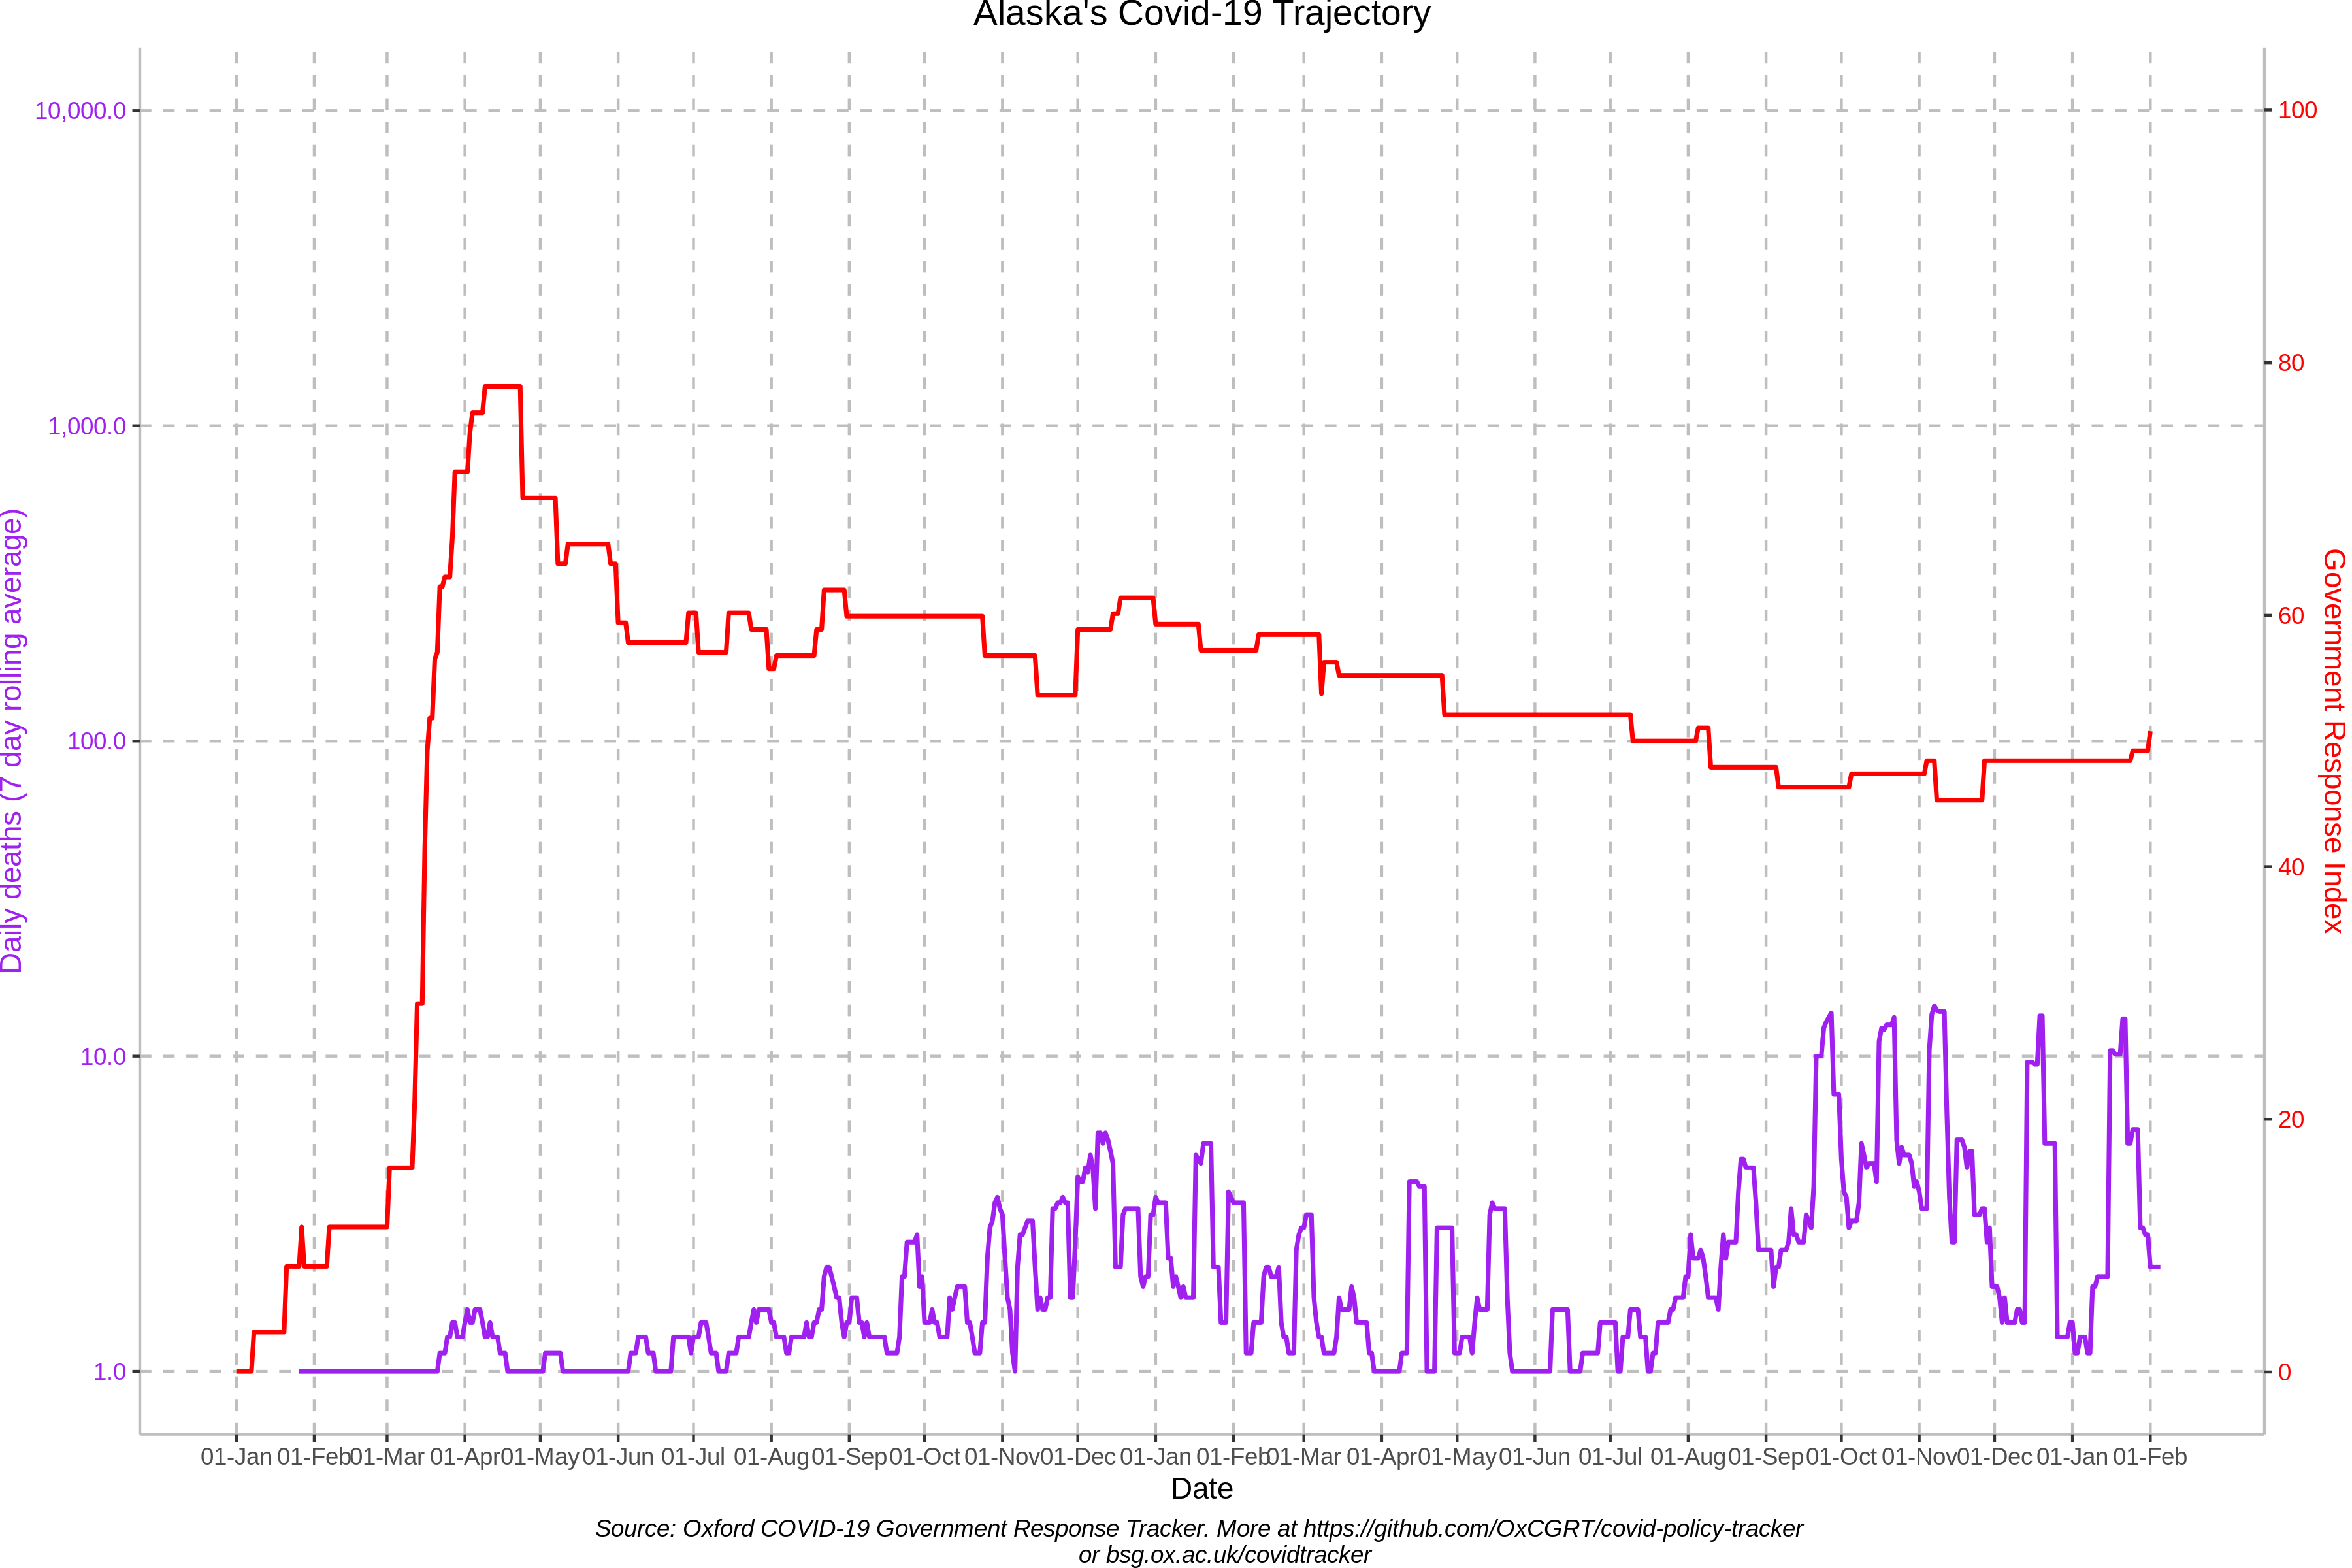 Alaska's Covid-19 Trajectory
10,000.0
1,000.0
100.0
10.0
1.0
Daily deaths (7 day rolling average)
100
80
60
40
20
0
Government Response Index
01-Jan 01-Feb 01-Mar 01-Apr 01-May 01-Jun 01-Jul 01-Aug 01-Sep 01-Oct 01-Nov 01-Dec 01-Jan 01-Feb 01-Mar 01-Apr 01-May 01-Jun 01-Jul 01-Aug 01-Sep 01-Oct 01-Nov 01-Dec 01-Jan 01-Feb
Date
Source: Oxford COVID-19 Government Response Tracker. More at https://github.com/OxCGRT/covid-policy-tracker
or bsg.ox.ac.uk/covidtracker